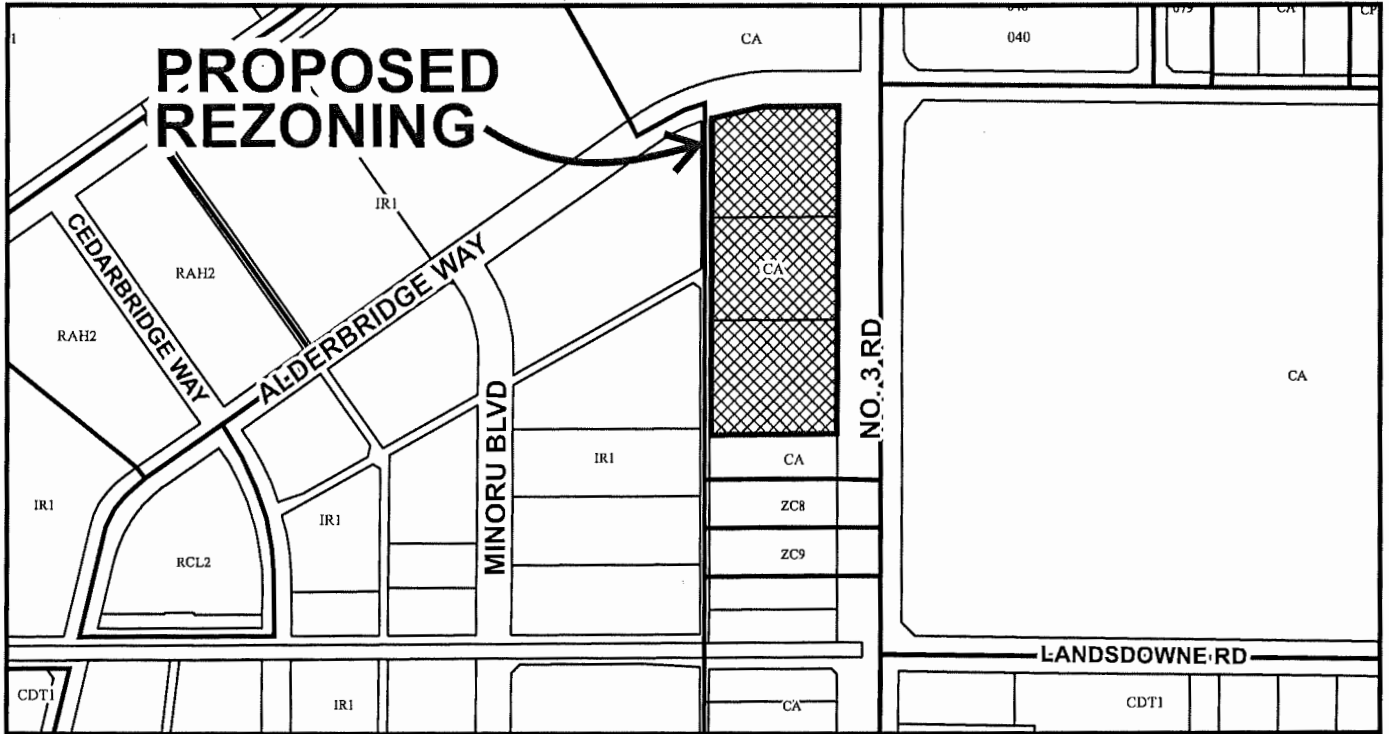 1
PROPOSED
REZONING
CA
040
CA
IR1
CEDARBRIDGE WAY
RAH2
RAH2
ALDERBRIDGE WAY
CA
NO. 3 RD
CA
MINORU BLVD
IR1
CA
IR1
IR1
ZC8
RCL2
ZC9
LANDSDOWNE RD
CDT1
IR1
CA
CDT1